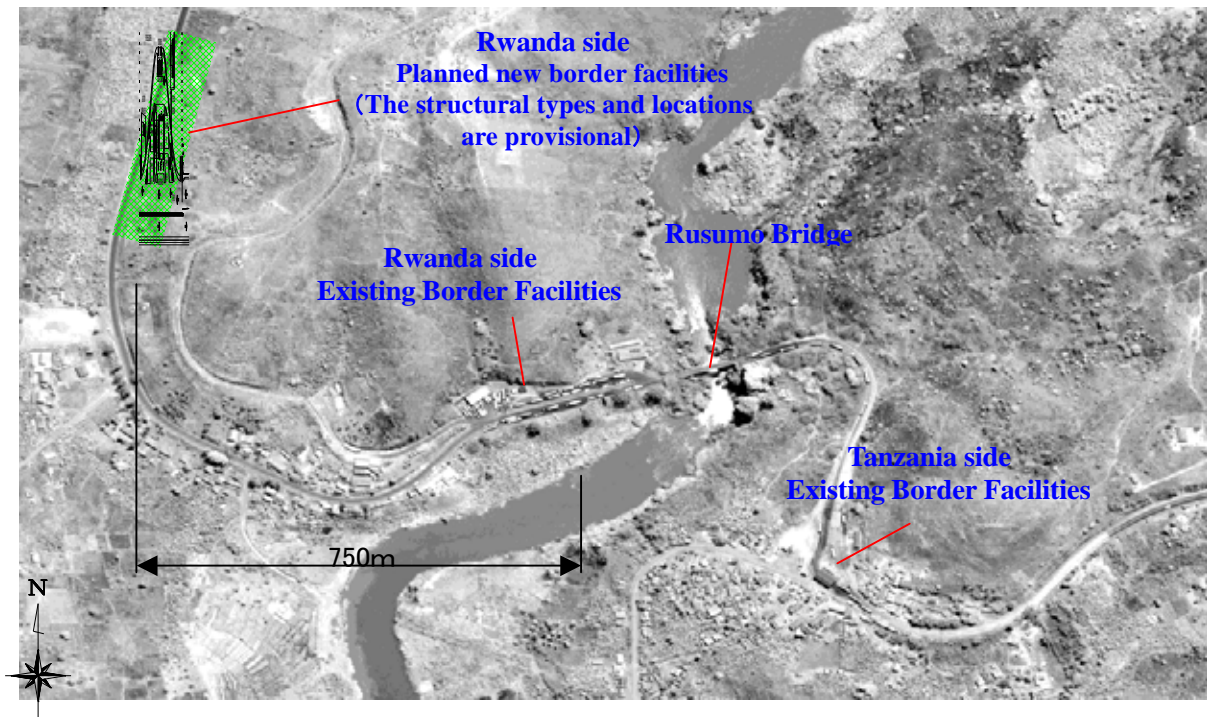 Rwanda side
Planned new border facilities
(The structural types and locations
are provisional)
Rusumo Bridge
Rwanda side
Existing Border Facilities
Tanzania side
Existing Border Facilities
750m
N